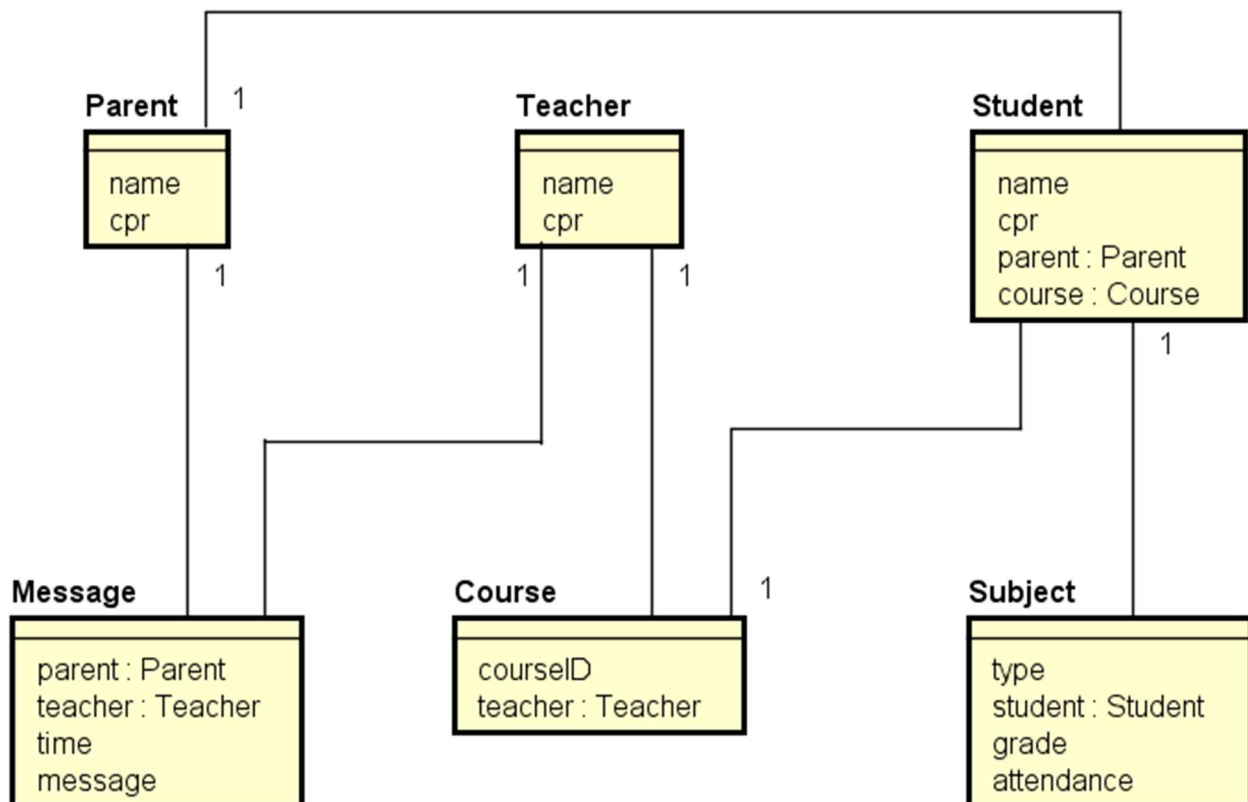 Parent
1
name
cpr
1
Teacher
name
cpr
1
1
Student
name
cpr
parent : Parent
course : Course
1
Message
parent : Parent
teacher : Teacher
time
message
Course
1
courseID
teacher : Teacher
Subject
type
student : Student
grade
attendance